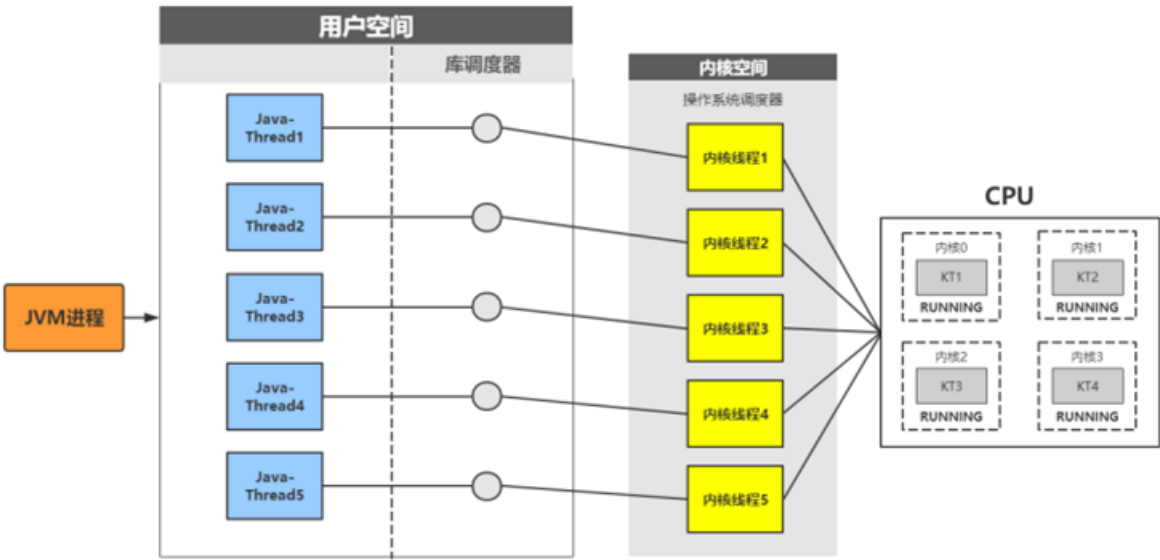 用户空间
库调度器
内核空间
操作系统调度器
Java-
Thread1
内核线程1
Java-
Thread2
内核线程2
JVM进程
Java-
Thread3
内核线程3
Java-
Thread4
内核线程4
Java-
Thread5
内核线程5
CPU
内核0
KT1
RUNNING
内核1
KT2
RUNNING
内核2
KT3
RUNNING
内核3
KT4
RUNNING